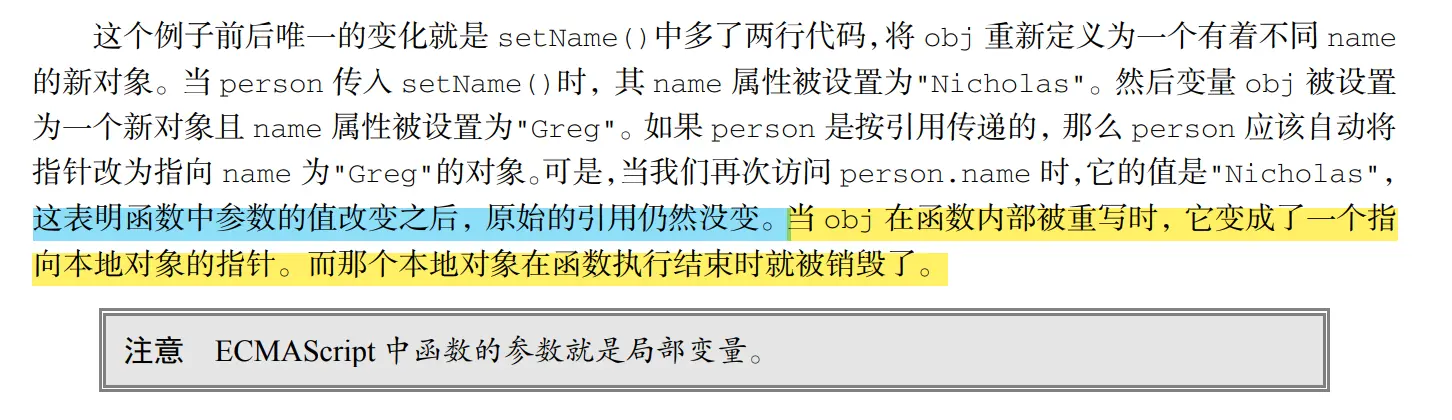 这个例子前后唯一的变化就是 setName()中多了两行代码，将 obj 重新定义为一个有着不同 name
的新对象。当 person 传入 setName()时，其 name 属性被设置为"Nicholas"。然后变量 obj 被设置
为一个新对象且 name 属性被设置为"Greg"。如果 person 是按引用传递的，那么 person 应该自动将
指针改为指向 name 为"Greg"的对象。可是，当我们再次访问 person.name 时，它的值是"Nicholas"，
这表明函数中参数的值改变之后，原始的引用仍然没变。当 obj 在函数内部被重写时，它变成了一个指
向本地对象的指针。而那个本地对象在函数执行结束时就被销毁了。
注意 ECMAScript 中函数的参数就是局部变量。